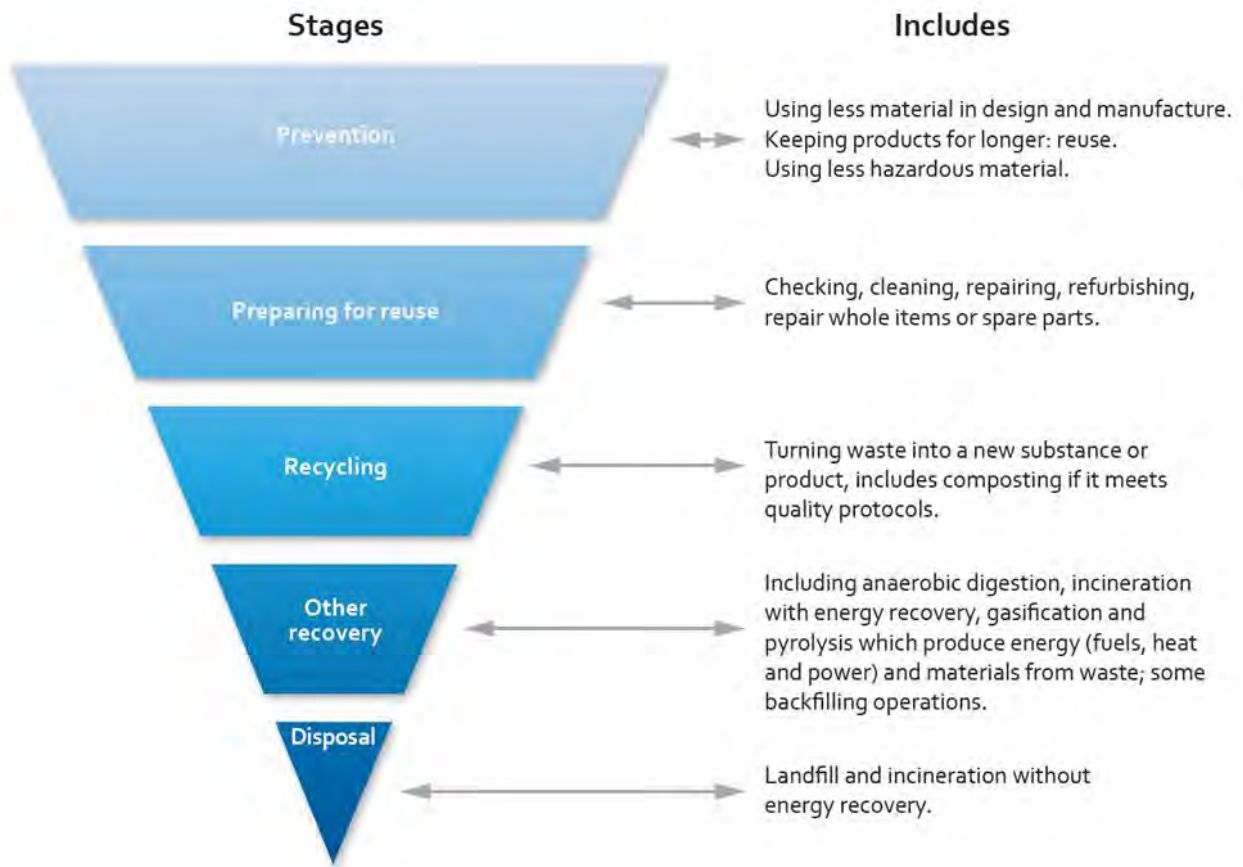 Stages
Includes
Prevention
Using less material in design and manufacture.
Keeping products for longer: reuse.
Using less hazardous material.
Preparing for reuse
Checking, cleaning, repairing, refurbishing,
repair whole items or spare parts.
Recycling
Turning waste into a new substance or
product, includes composting if it meets
quality protocols.
Other
recovery
Including anaerobic digestion, incineration
with energy recovery, gasification and
pyrolysis which produce energy (fuels, heat
and power) and materials from waste; some
backfilling operations.
Disposal
Landfill and incineration without
energy recovery.